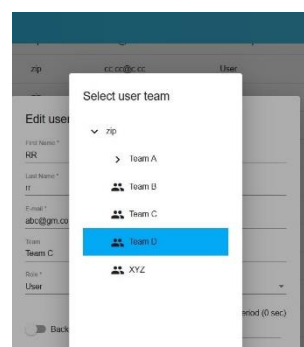 zip cc.cc@c.cc User
Select user team
Edit user
zip
First Name *
RR
Team A
Last Name *
Team B
rr
E-mail *
Team C
abc@gm.co
Team
Team D
Team C
XYZ
Role *
User
period (0 sec)
Back